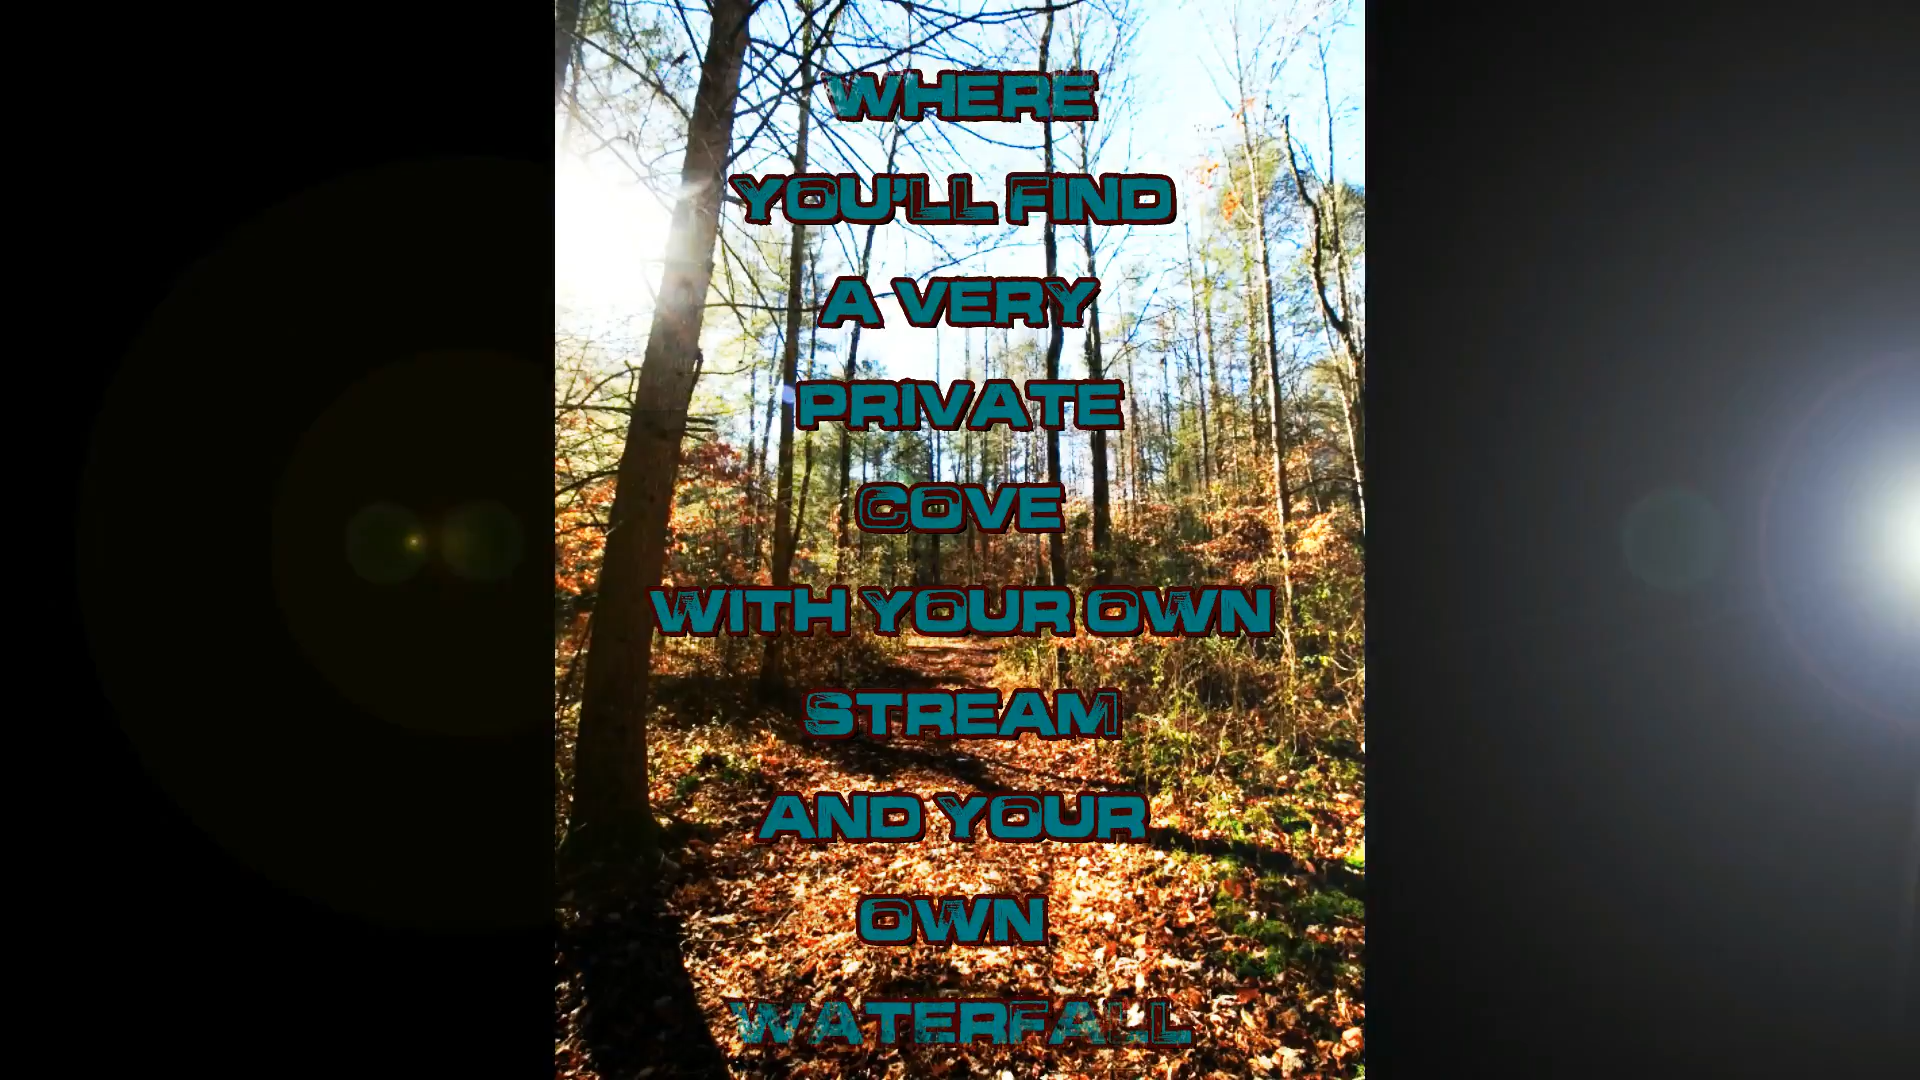 WHERE
YOU'LL FIND
A VERY
PRIVATE
COVE
WITH YOUR OWN
STREAM
AND YOUR
OWN
WATERFALL